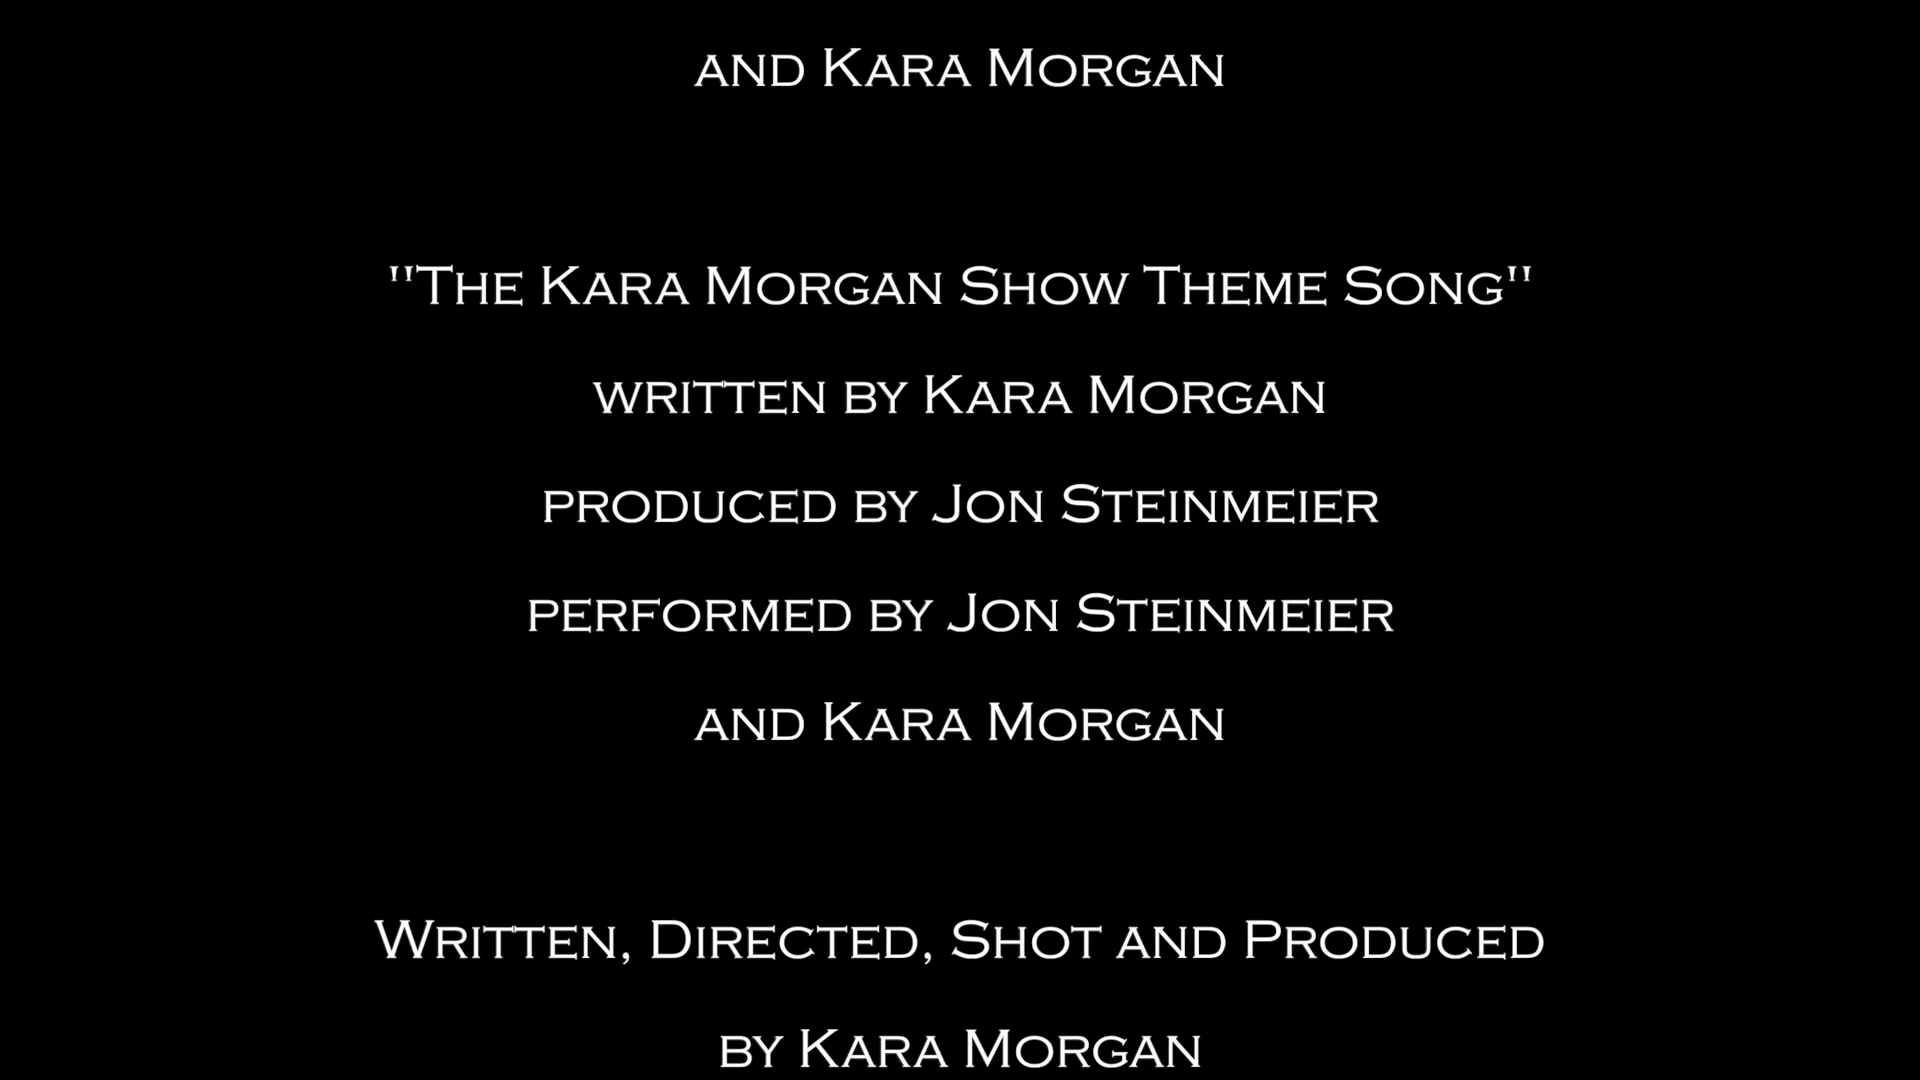 and Kara Morgan
"The Kara Morgan Show Theme Song"
written by Kara Morgan
produced by Jon Steinmeier
performed by Jon Steinmeier
and Kara Morgan
Written, Directed, Shot and Produced
by Kara Morgan